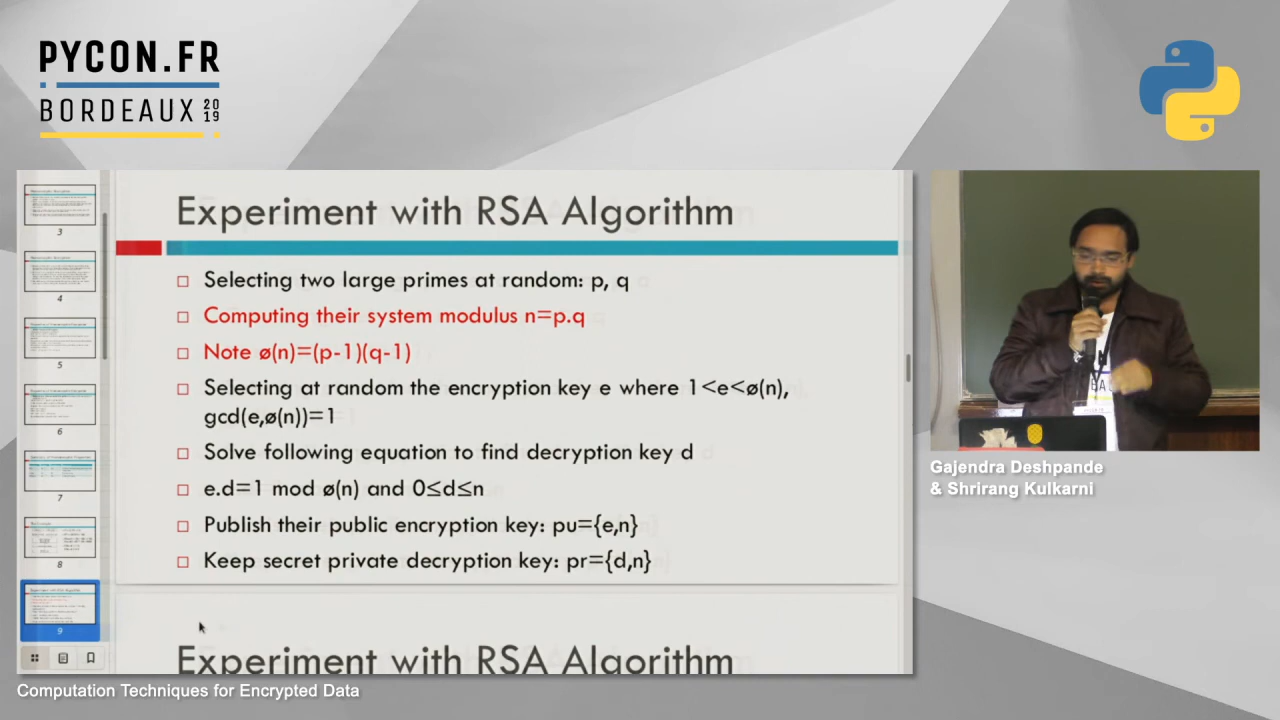 PYCON.FR
BORDEAUX 2019
Experiment with RSA Algorithm
Selecting two large primes at random: p, q
Computing their system modulus n=p.q
Note ø(n)=(p-1)(q-1)
Selecting at random the encryption key e where 1<e<ø(n),
gcd(e,ø(n))=1
Solve following equation to find decryption key d
e.d=1 mod ø(n) and 0≤d≤n
Publish their public encryption key: pu={e,n}
Keep secret private decryption key: pr={d,n}
Experiment with RSA Algorithm
3
4
5
6
7
8
9
Gajendra Deshpande
& Shrirang Kulkarni
Computation Techniques for Encrypted Data